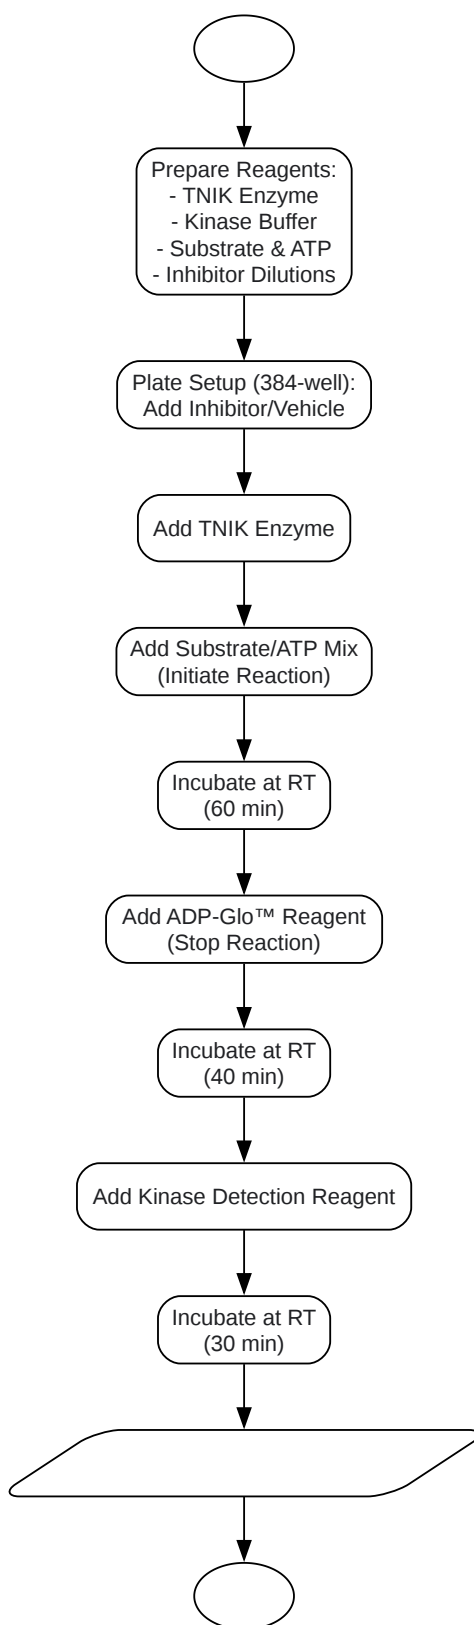 Prepare Reagents:
- TNIK Enzyme
- Kinase Buffer
- Substrate & ATP
- Inhibitor Dilutions
Plate Setup (384-well):
Add Inhibitor/Vehicle
Add TNIK Enzyme
Add Substrate/ATP Mix
(Initiate Reaction)
Incubate at RT
(60 min)
Add ADP-Glo™ Reagent
(Stop Reaction)
Incubate at RT
(40 min)
Add Kinase Detection Reagent
Incubate at RT
(30 min)